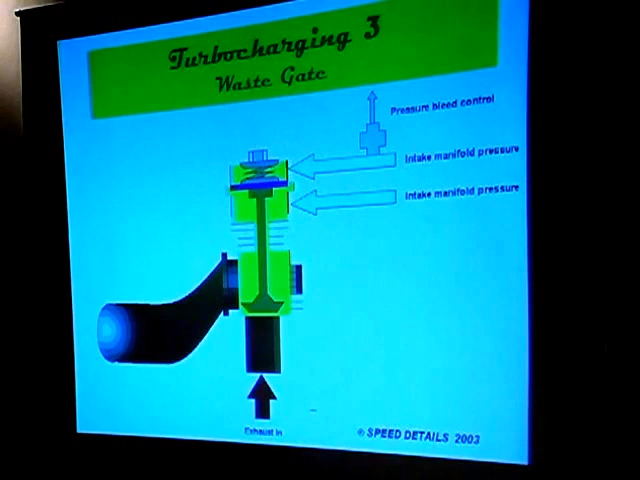 Turbocharging 3
Waste Gate
Pressure bleed control
Intake manifold pressure
Intake manifold pressure
Exhaust in
© SPEED DETAILS 2003